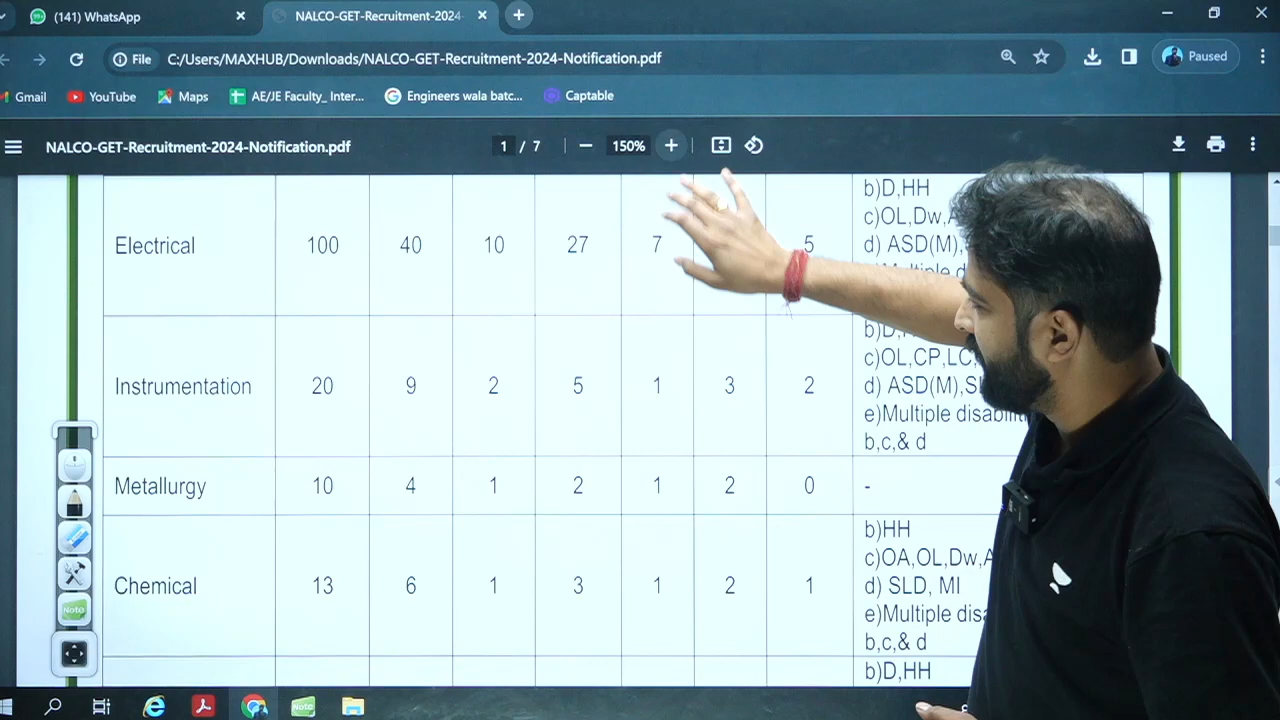 (141) WhatsApp
NALCO-GET-Recruitment-2024-
File C:/Users/MAXHUB/Downloads/NALCO-GET-Recruitment-2024-Notification.pdf
Paused
Gmail YouTube Maps AE/JE Faculty_ Inter... Engineers wala batc... Captable
NALCO-GET-Recruitment-2024-Notification.pdf 1 / 7 150%
b)D,HH
c)OL,Dw,
Electrical 100 40 10 27 7 5 d) ASD(M),
c)OL,CP,LC,
Instrumentation 20 9 2 5 1 3 2 d) ASD(M),
e)Multiple
b,c,& d
Metallurgy 10 4 1 2 1 2 0 -
b)HH
c)OA,OL,Dw,
Chemical 13 6 1 3 1 2 1 d) SLD, MI
e)Multiple
b,c,& d
b)D,HH
Note
Note